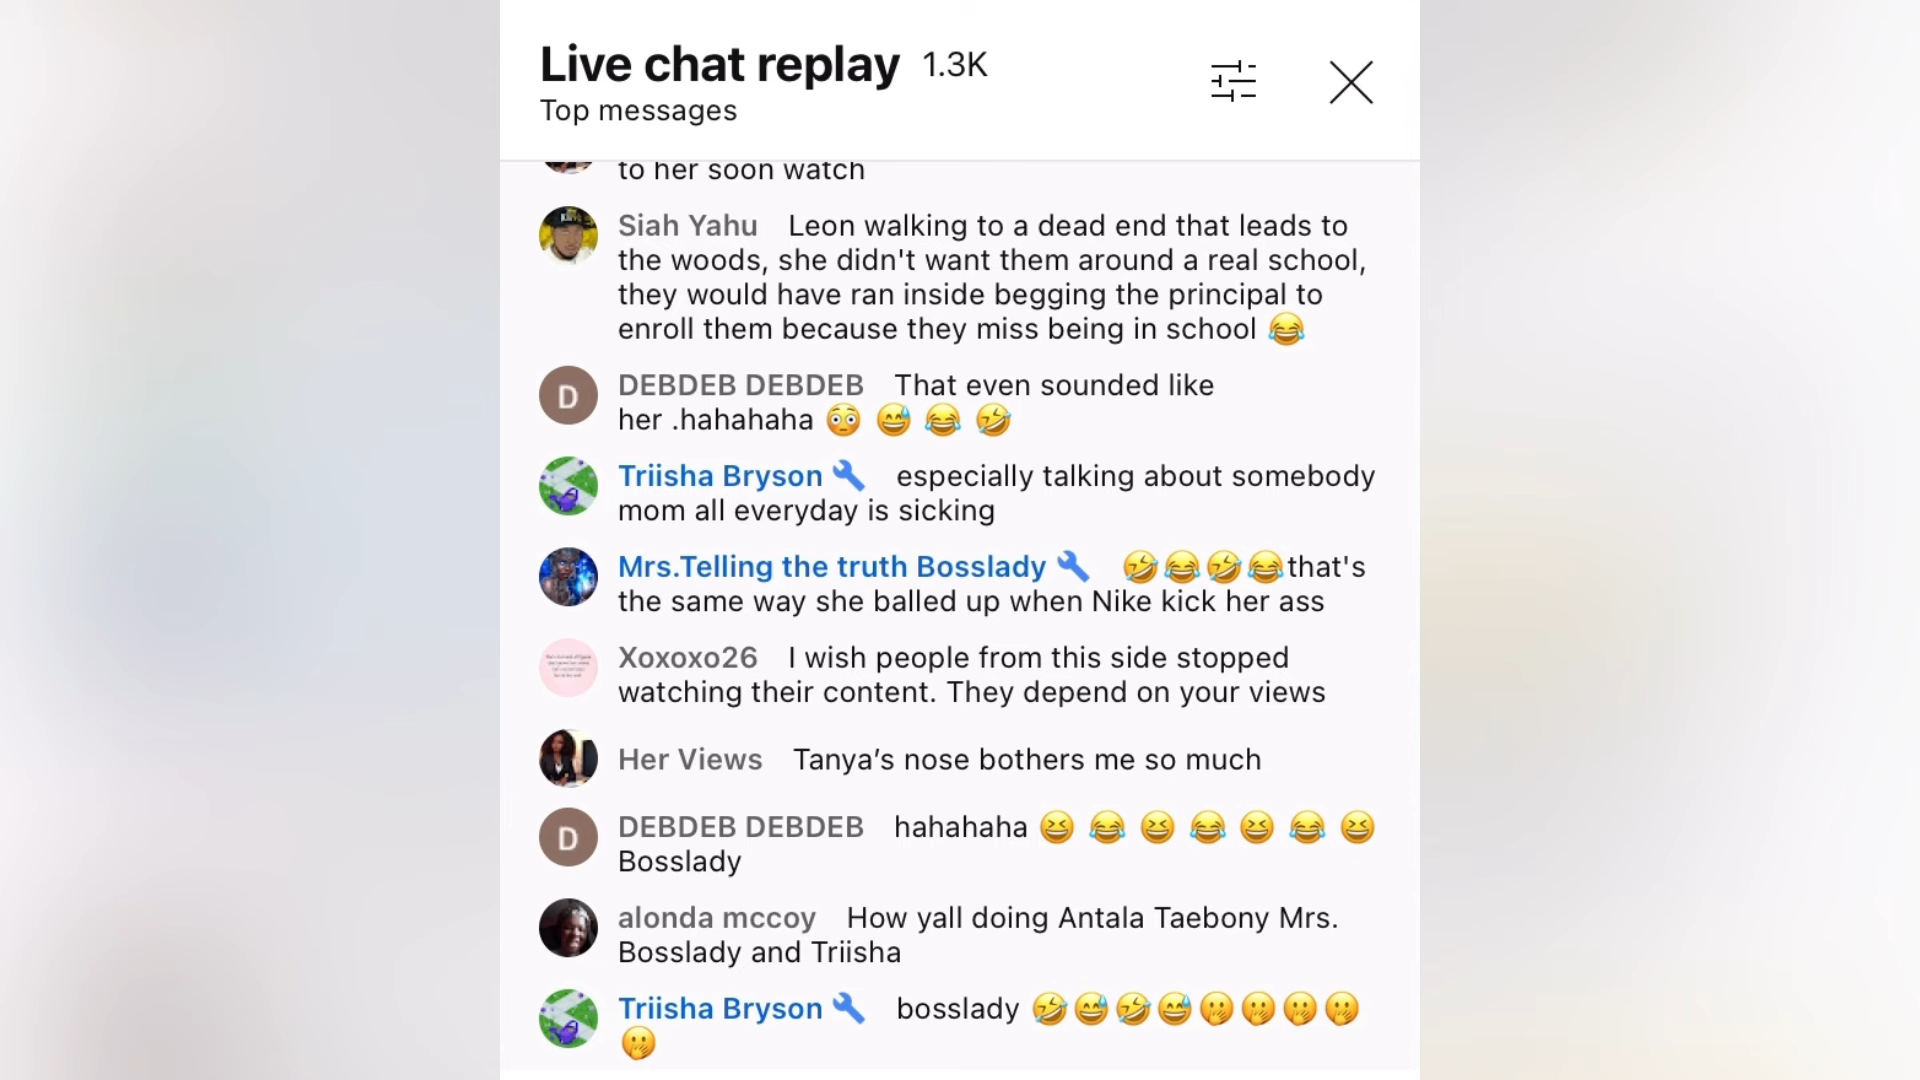 Live chat replay 1.3K
Top messages
to her soon watch
Siah Yahu Leon walking to a dead end that leads to
the woods, she didn't want them around a real school,
they would have ran inside begging the principal to
enroll them because they miss being in school 😂
D DEBDEB DEBDEB That even sounded like
her .hahahaha 😳 😅 😂 🤣
Triisha Bryson 🔧 especially talking about somebody
mom all everyday is sicking
Mrs.Telling the truth Bosslady 🔧 🤣😂🤣😂that's
the same way she balled up when Nike kick her ass
Xoxoxo26 I wish people from this side stopped
watching their content. They depend on your views
Her Views Tanya’s nose bothers me so much
D DEBDEB DEBDEB hahahaha 😆 😂 😆 😂 😆 😂 😆
Bosslady
alonda mccoy How yall doing Antala Taebony Mrs.
Bosslady and Triisha
Triisha Bryson 🔧 bosslady 🤣😅🤣😅🤭🤭🤭🤭
🤭